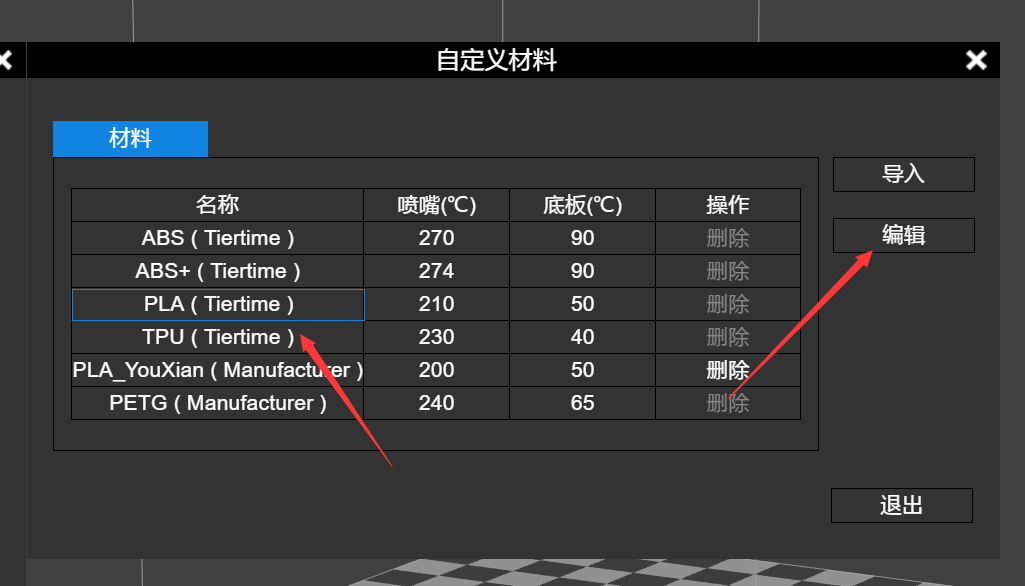 自定义材料
材料
导入
名称 喷嘴(℃) 底板(℃) 操作
编辑
ABS ( Tiertime ) 270 90 删除
ABS+ ( Tiertime ) 274 90 删除
PLA ( Tiertime ) 210 50 删除
TPU ( Tiertime ) 230 40 删除
PLA_YouXian ( Manufacturer ) 200 50 删除
PETG ( Manufacturer ) 240 65 删除
退出